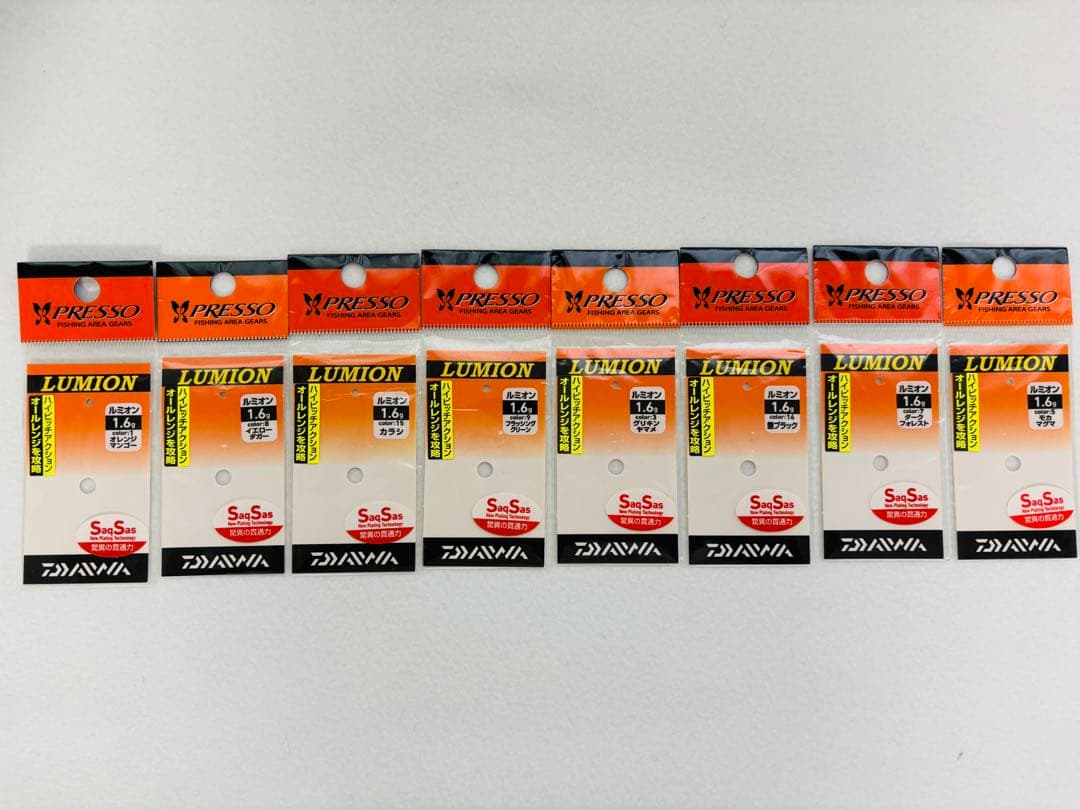 PRESSO
FISHING AREA GEARS
LUMION
ハイピッチアクション
オールレンジを攻略
ルミオン
1.6g
color:1
オレンジ
マンゴー
SaqSas
New Plating Technology
驚異の貫通力
DAIWA
PRESSO
FISHING AREA GEARS
LUMION
ハイピッチアクション
オールレンジを攻略
ルミオン
1.6g
color:8
イエロー
ダガー
SaqSas
New Plating Technology
驚異の貫通力
DAIWA
PRESSO
FISHING AREA GEARS
LUMION
ハイピッチアクション
オールレンジを攻略
ルミオン
1.6g
color:15
カラシ
SaqSas
New Plating Technology
驚異の貫通力
DAIWA
PRESSO
FISHING AREA GEARS
LUMION
ハイピッチアクション
オールレンジを攻略
ルミオン
1.6g
color:9
フラッシング
グリーン
SaqSas
New Plating Technology
驚異の貫通力
DAIWA
PRESSO
FISHING AREA GEARS
LUMION
ハイピッチアクション
オールレンジを攻略
ルミオン
1.6g
color:3
グリキン
ヤマメ
SaqSas
New Plating Technology
驚異の貫通力
DAIWA
PRESSO
FISHING AREA GEARS
LUMION
ハイピッチアクション
オールレンジを攻略
ルミオン
1.6g
color:16
ブラック
SaqSas
New Plating Technology
驚異の貫通力
DAIWA
PRESSO
FISHING AREA GEARS
LUMION
ハイピッチアクション
オールレンジを攻略
ルミオン
1.6g
color:7
ダーク
フォレスト
SaqSas
New Plating Technology
驚異の貫通力
DAIWA
PRESSO
FISHING AREA GEARS
LUMION
ハイピッチアクション
オールレンジを攻略
ルミオン
1.6g
color:5
モカ
マグマ
SaqSas
New Plating Technology
驚異の貫通力
DAIWA